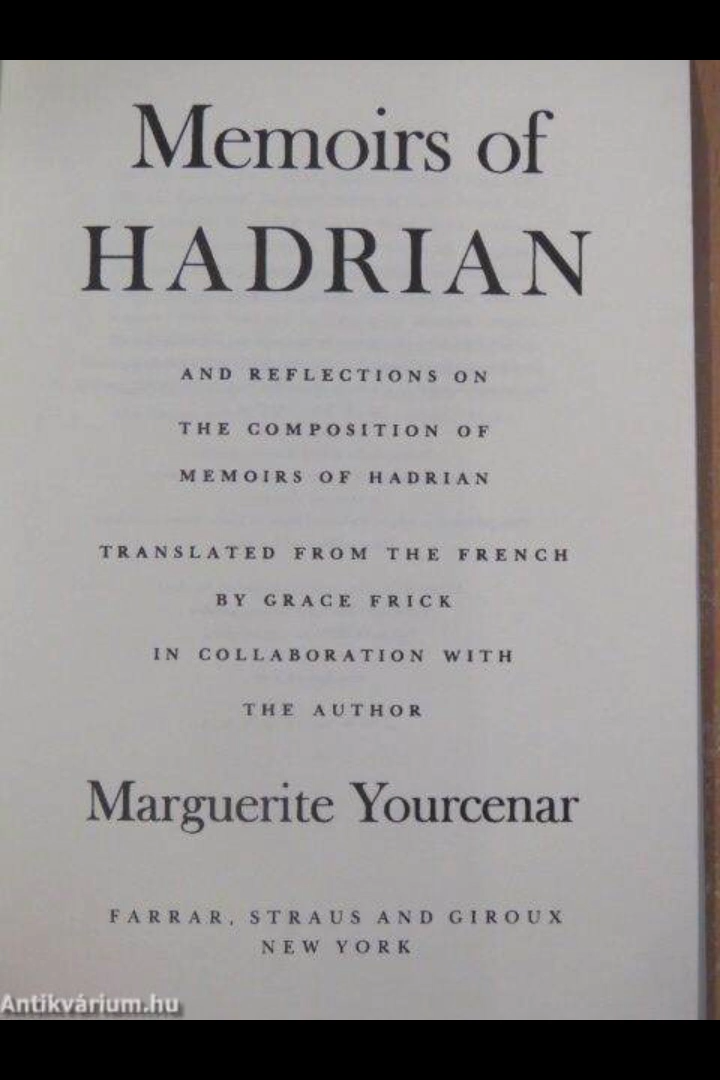 Memoirs of
HADRIAN
AND REFLECTIONS ON
THE COMPOSITION OF
MEMOIRS OF HADRIAN
TRANSLATED FROM THE FRENCH
BY GRACE FRICK
IN COLLABORATION WITH
THE AUTHOR
Marguerite Yourcenar
FARRAR, STRAUS AND GIROUX
NEW YORK
Antikvárium.hu